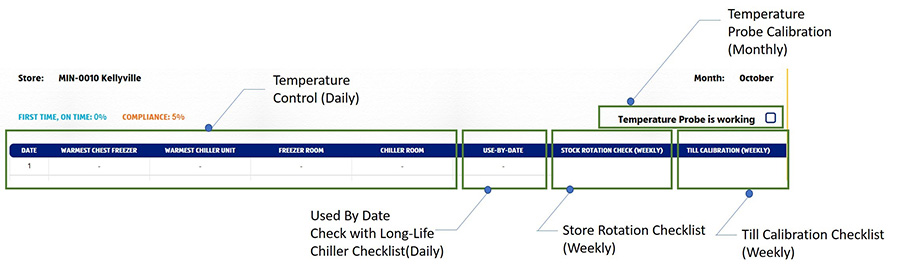 Temperature
Probe Calibration
(Monthly)
Store: MIN-0010 Kellyville
Temperature
Control (Daily)
Month: October
FIRST TIME, ON TIME: 0% COMPLIANCE: 5%
Temperature Probe is working
DATE WARMEST CHEST FREEZER WARMEST CHILLER UNIT FREEZER ROOM CHILLER ROOM USE-BY-DATE STOCK ROTATION CHECK (WEEKLY) TILL CALIBRATION (WEEKLY)
1 - - - - -
Used By Date
Check with Long-Life
Chiller Checklist(Daily)
Store Rotation Checklist
(Weekly)
Till Calibration Checklist
(Weekly)